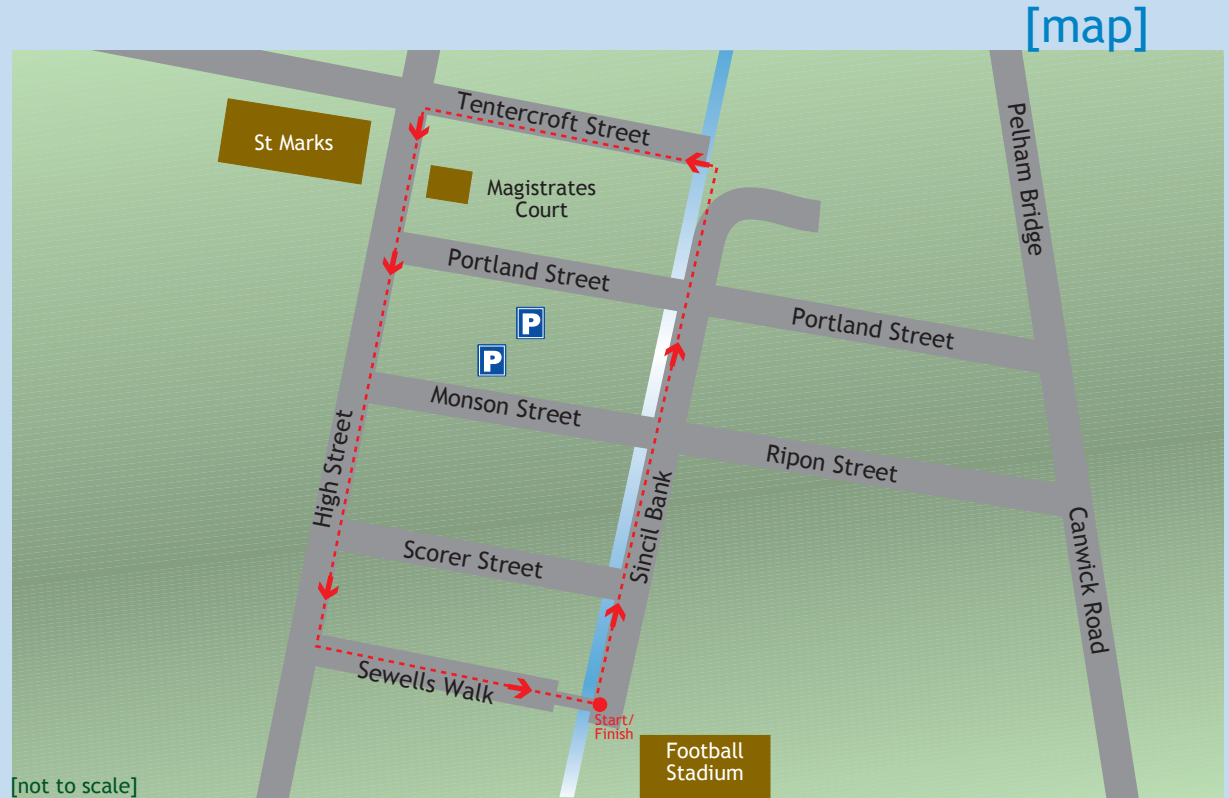 [map]
Tentercroft Street
St Marks
Magistrates
Court
Pelham Bridge
Portland Street
Portland Street
P
P
Monson Street
Ripon Street
High Street
Sincil Bank
Scorer Street
Canwick Road
Sewells Walk
Start/
Finish
Football
Stadium
[not to scale]